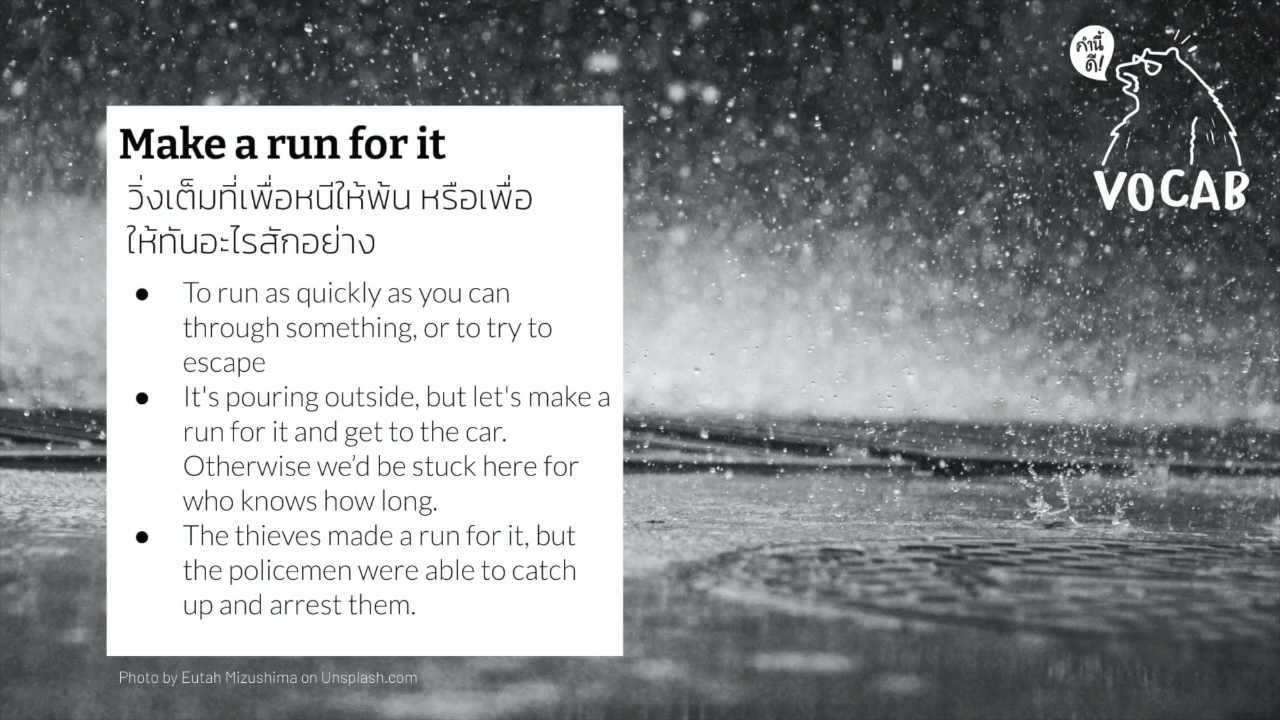 Make a run for it
วิ่งเต็มที่เพื่อหนีให้พ้น หรือเพื่อ
ให้ทันอะไรสักอย่าง
● To run as quickly as you can
through something, or to try to
escape
● It's pouring outside, but let's make a
run for it and get to the car.
Otherwise we’d be stuck here for
who knows how long.
● The thieves made a run for it, but
the policemen were able to catch
up and arrest them.
Photo by Eutah Mizushima on Unsplash.com
คำนี้
ดี!
VOCAB